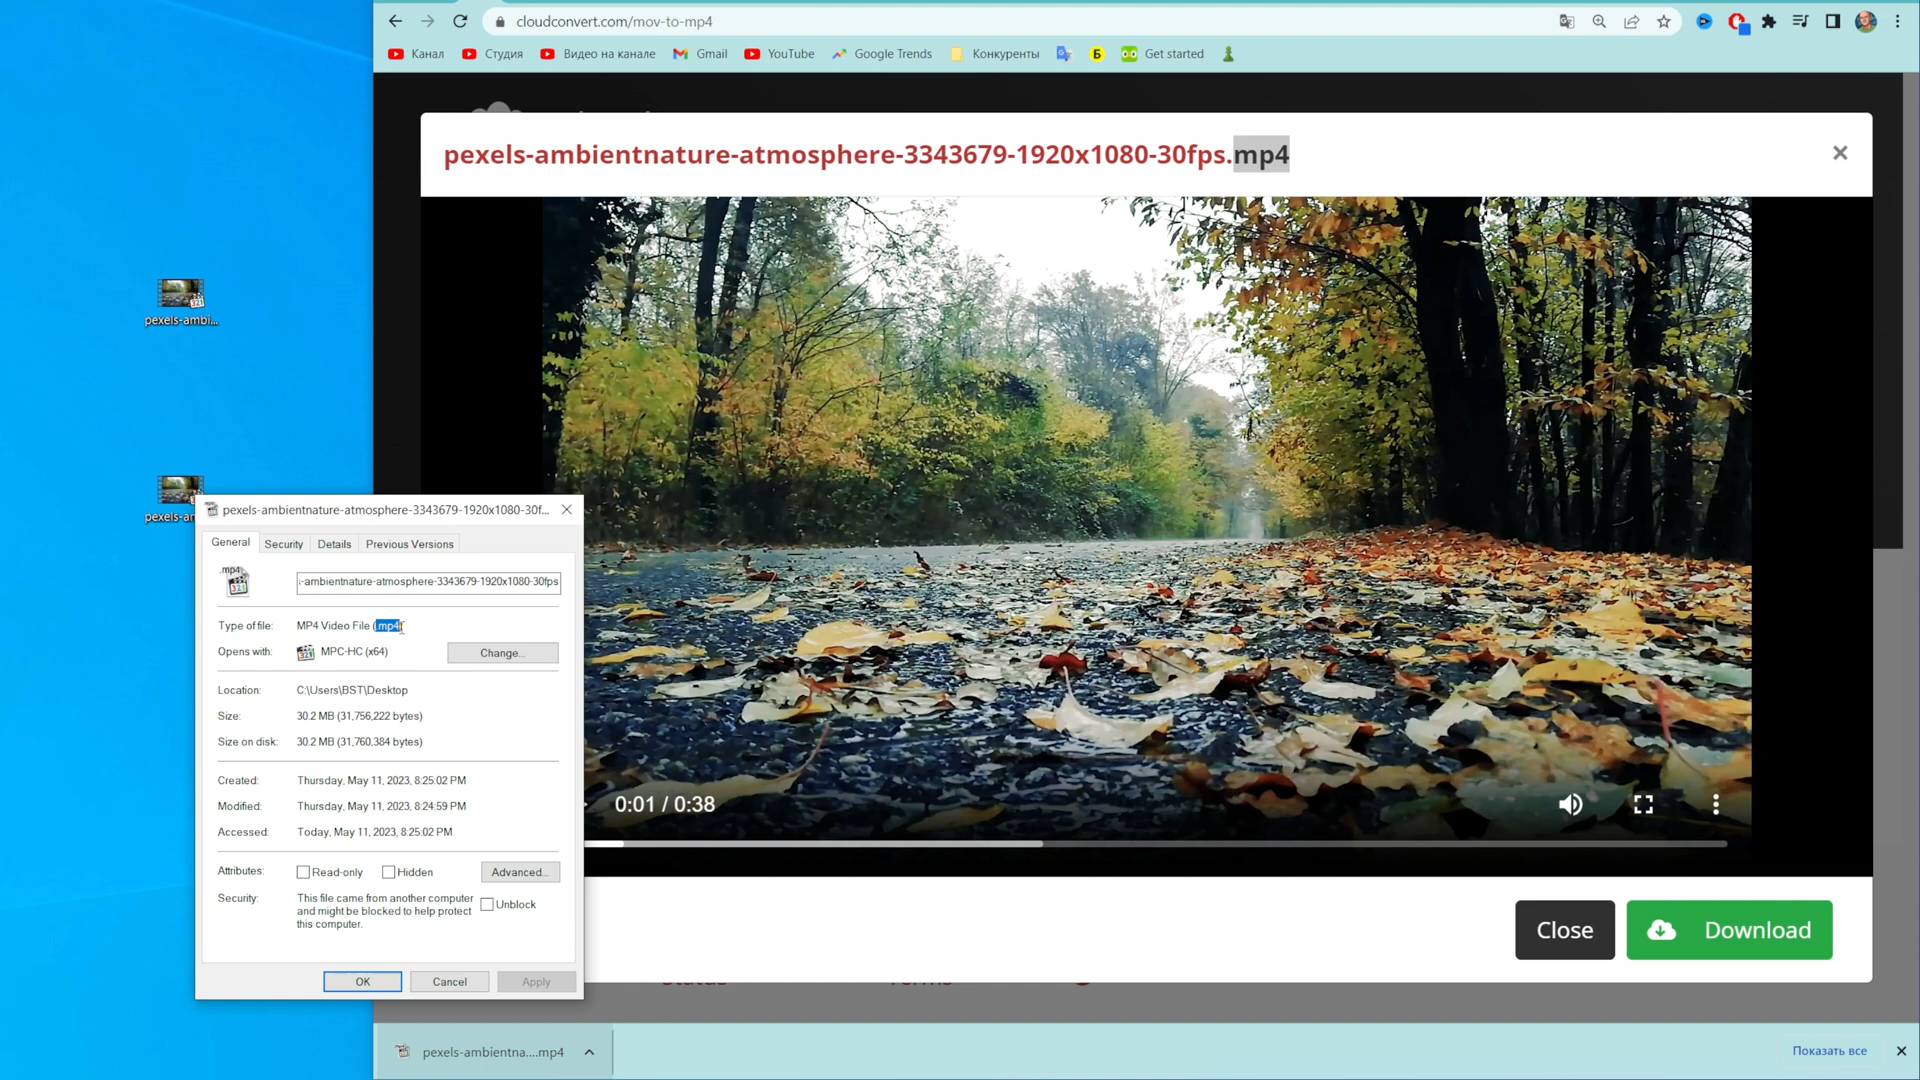 cloudconvert.com/mov-to-mp4
Канал
Студия
Видео на канале
Gmail
YouTube
Google Trends
Конкуренты
Б
Get started
pexels-ambientnature-atmosphere-3343679-1920x1080-30fps.mp4
pexels-ambi...
pexels-an
pexels-ambientnature-atmosphere-3343679-1920x1080-30f...
General
Security
Details
Previous Versions
.mp4
321
-ambientnature-atmosphere-3343679-1920x1080-30fps
Type of file:
MP4 Video File (.mp4)
Opens with:
MPC-HC (x64)
Change...
Location:
C:\Users\BST\Desktop
Size:
30.2 MB (31,756,222 bytes)
Size on disk:
30.2 MB (31,760,384 bytes)
Created:
Thursday, May 11, 2023, 8:25:02 PM
Modified:
Thursday, May 11, 2023, 8:24:59 PM
Accessed:
Today, May 11, 2023, 8:25:02 PM
Attributes:
Read-only
Hidden
Advanced...
Security:
This file came from another computer
and might be blocked to help protect
this computer.
Unblock
OK
Cancel
Apply
0:01 / 0:38
Close
Download
Status
Terms
pexels-ambientna....mp4
Показать все